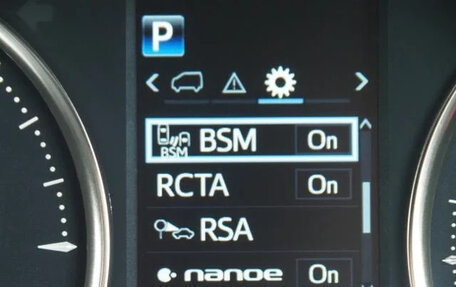 P
BSM BSM On
RCTA On
RSA
nanoe On